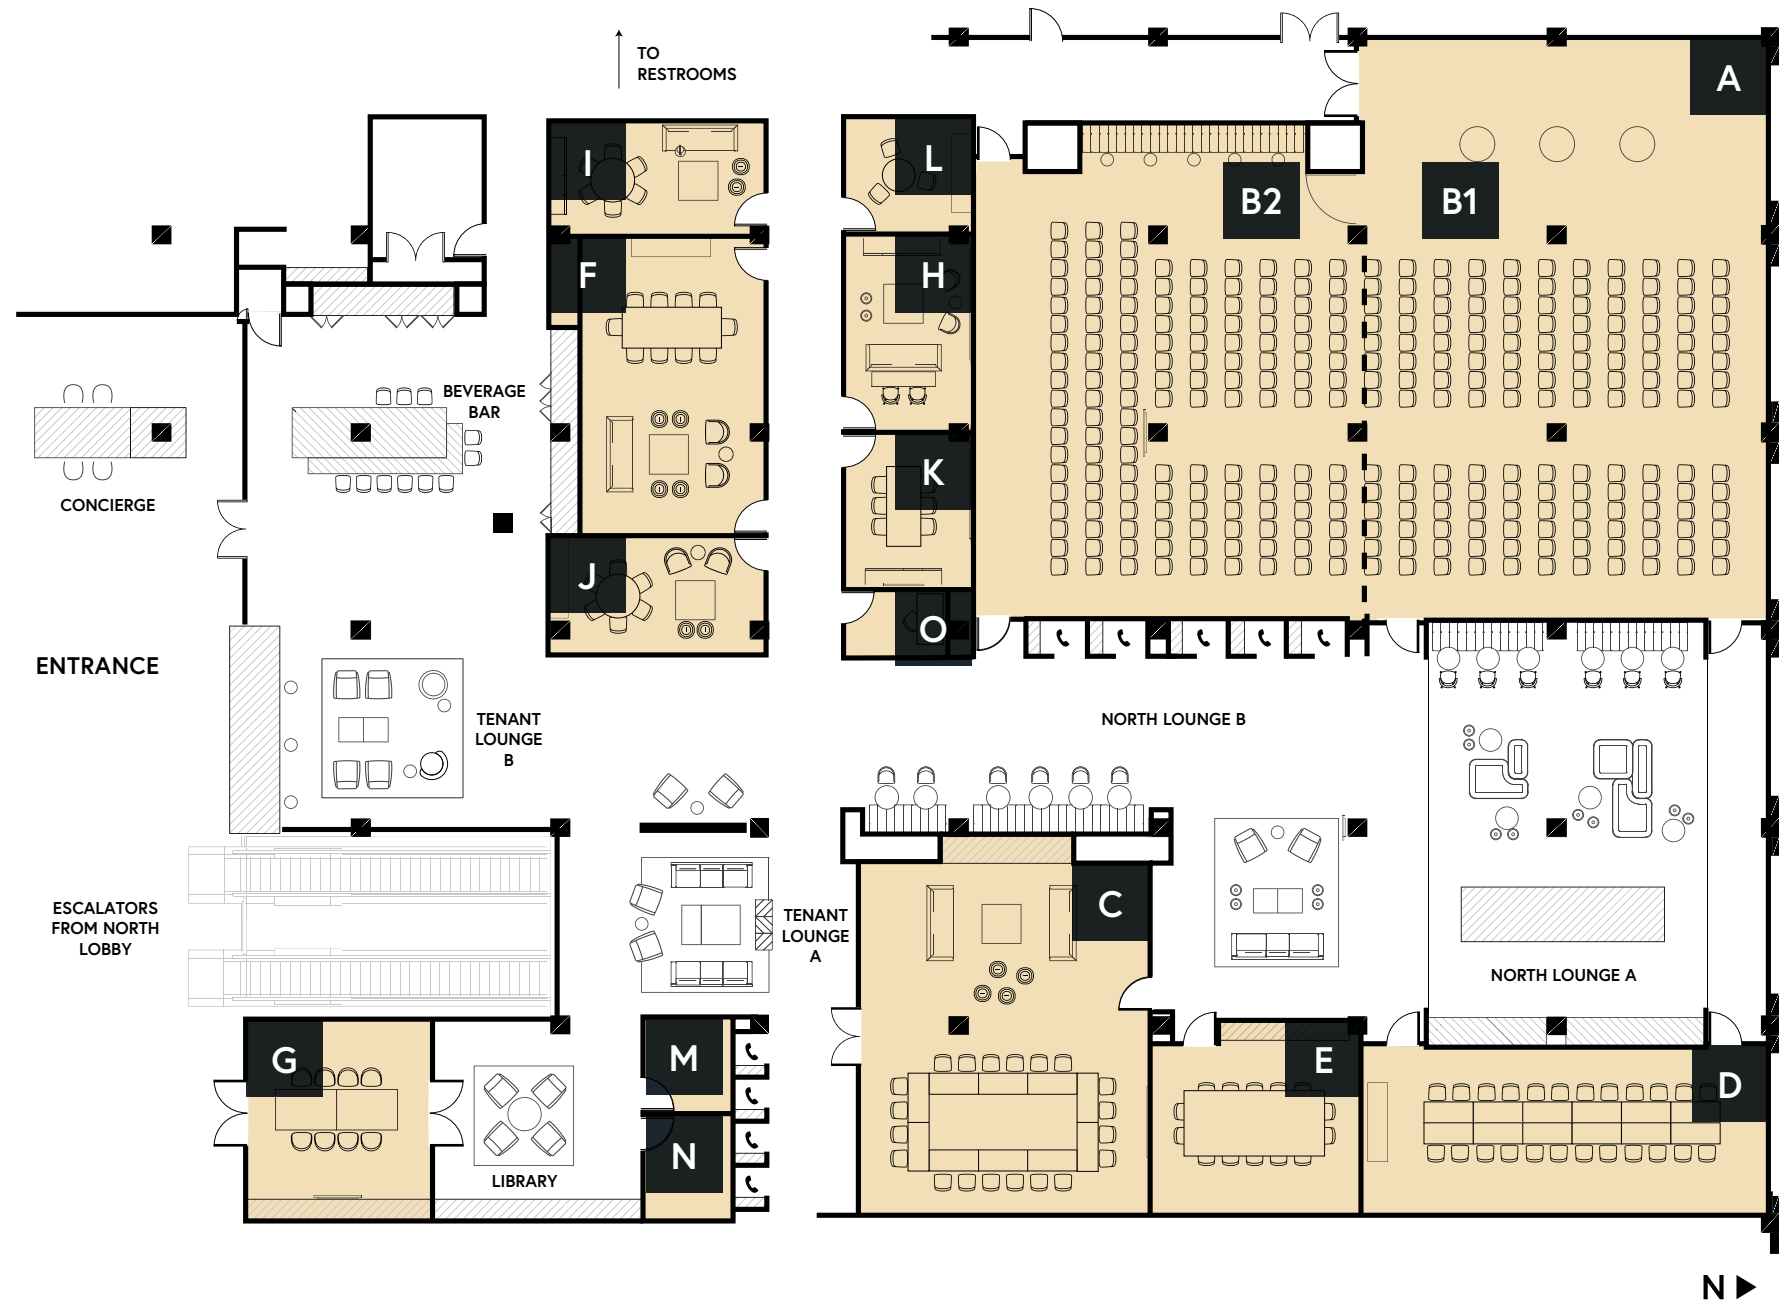 TO
RESTROOMS
A
I
L
B2
B1
F
H
BEVERAGE
BAR
K
CONCIERGE
J
O
ENTRANCE
TENANT
LOUNGE
B
NORTH LOUNGE B
C
ESCALATORS
FROM NORTH
LOBBY
TENANT
LOUNGE
A
NORTH LOUNGE A
G
M
E
D
N
LIBRARY
N